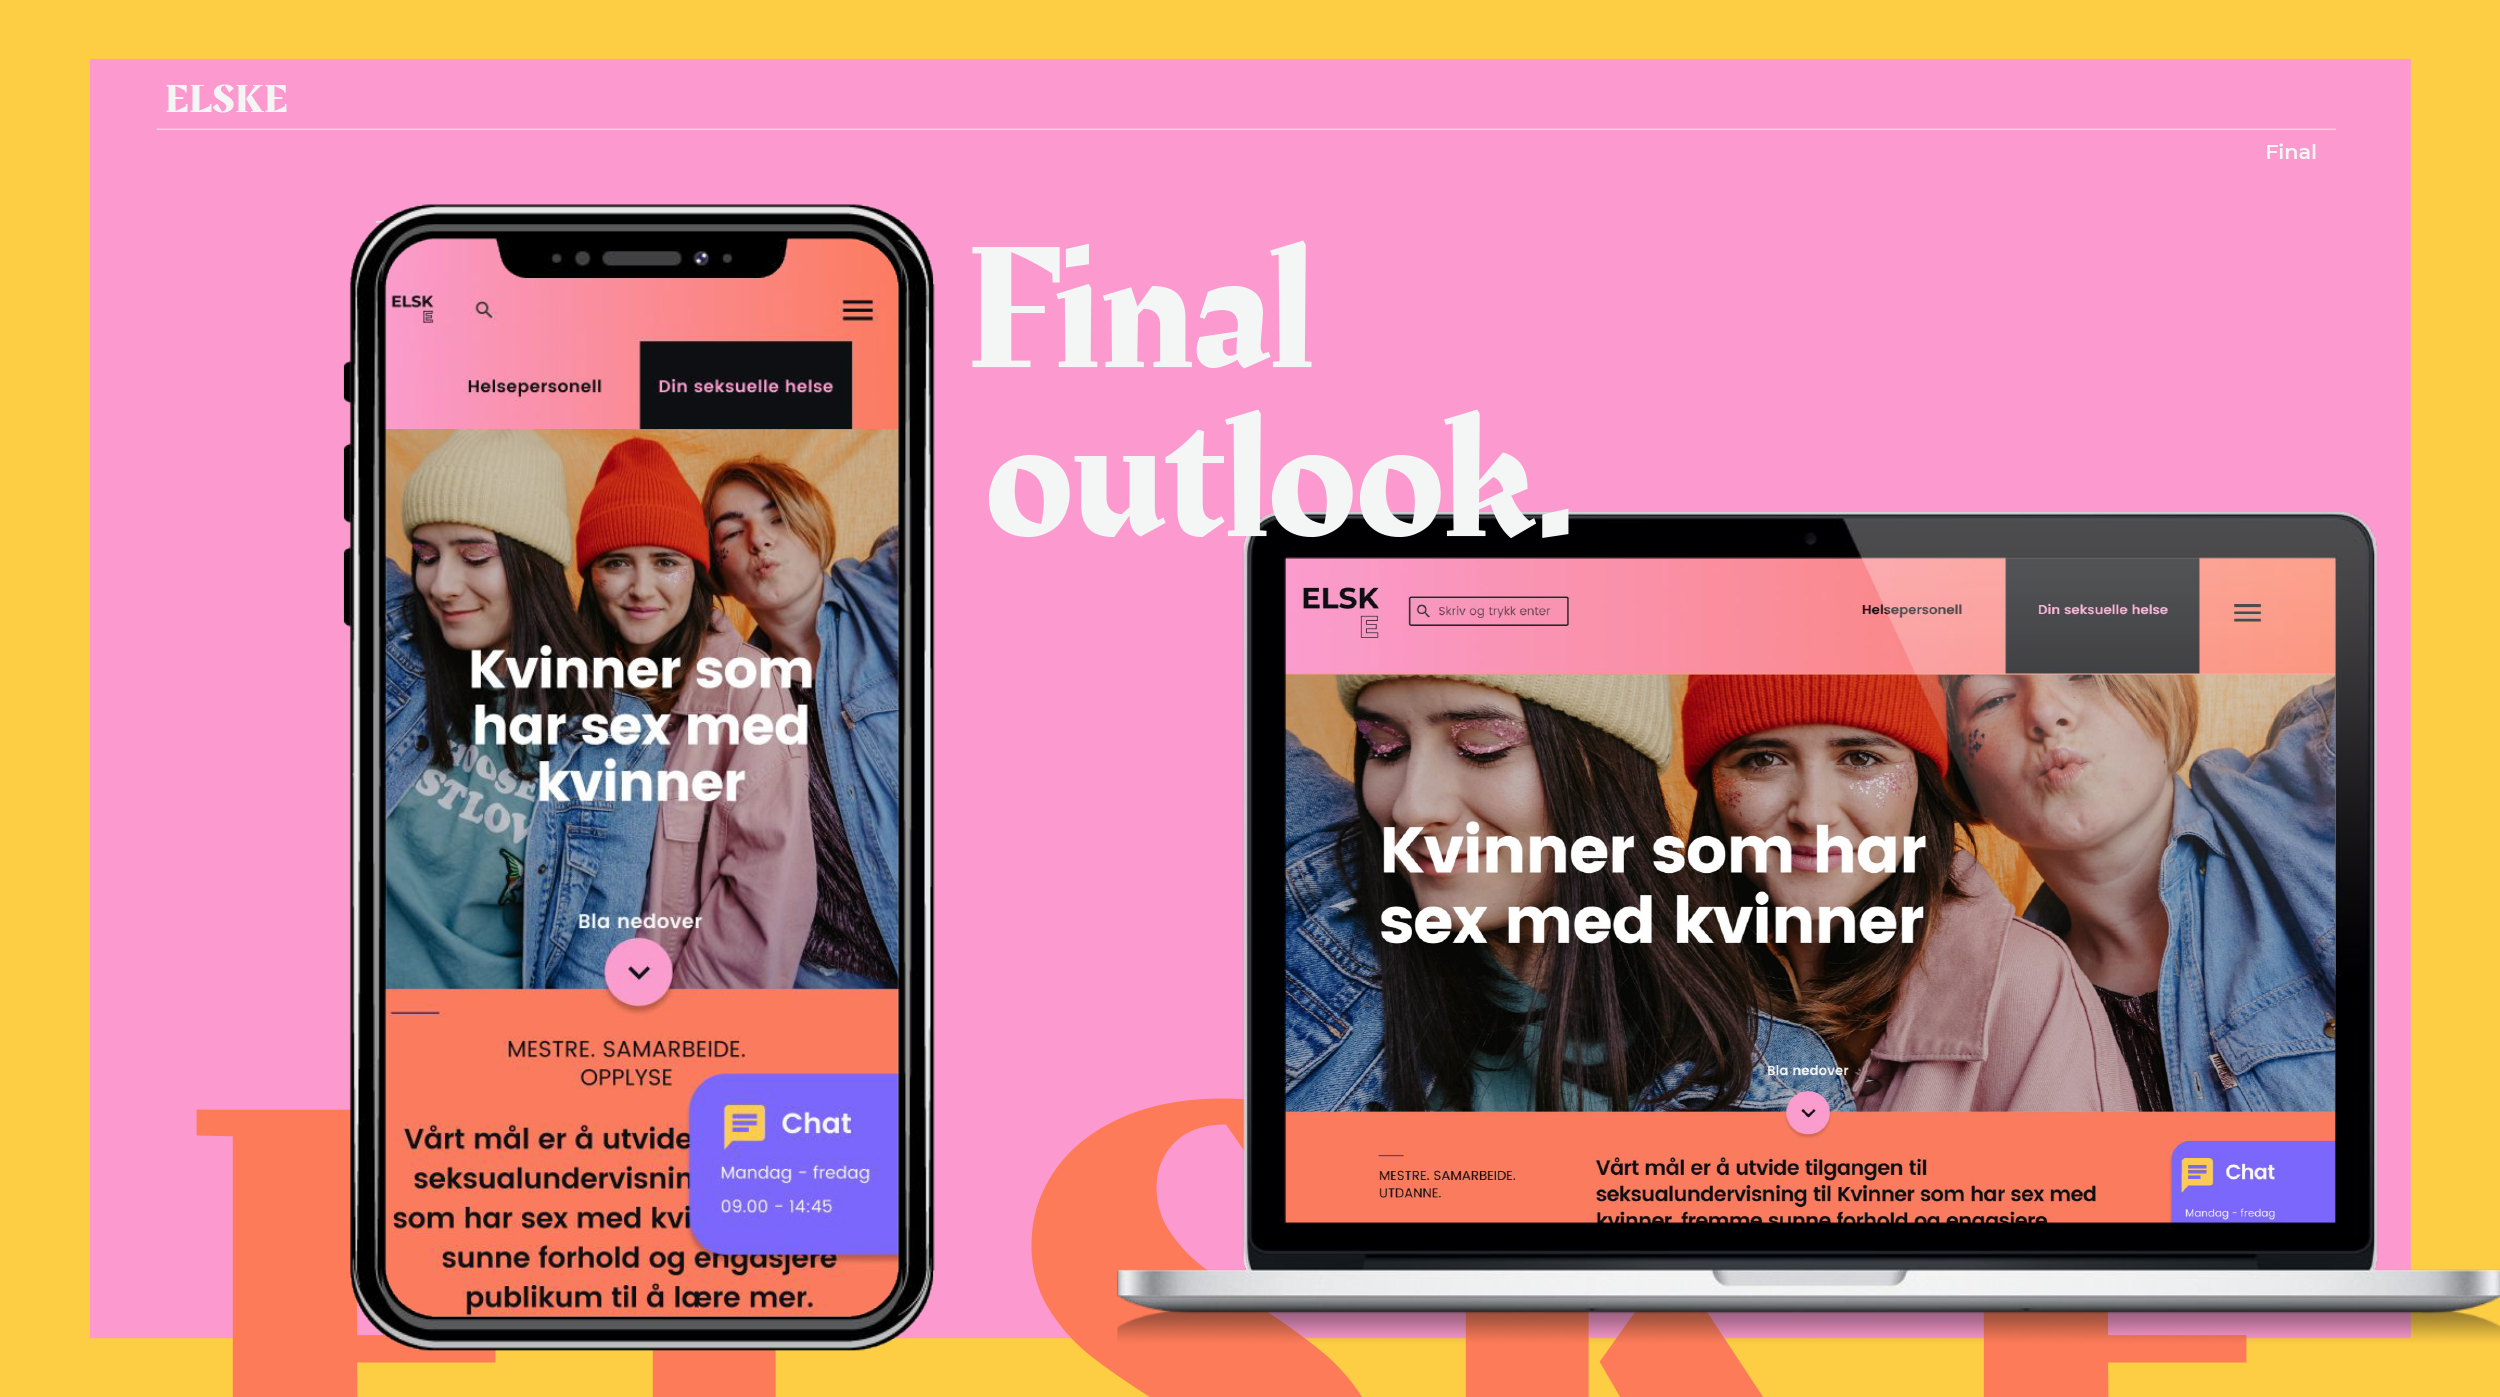 ELSKE
Final
Final
outlook.
ELSK
E
Helsepersonell
Din seksuelle helse
Kvinner som
har sex med
kvinner
Bla nedover
MESTRE. SAMARBEIDE.
OPPLYSE
Vårt mål er å utvide
seksualundervisnin
som har sex med kvi
sunne forhold og engasjere
publikum til å lære mer.
Chat
Mandag - fredag
09.00 - 14:45
ELSK
E
Skriv og trykk enter
Helsepersonell
Din seksuelle helse
Kvinner som har
sex med kvinner
Bla nedover
MESTRE. SAMARBEIDE.
UTDANNE.
Vårt mål er å utvide tilgangen til
seksualundervisning til Kvinner som har sex med
kvinner, fremme sunne forhold og engasjere
Chat
Mandag - fredag
ELSKE